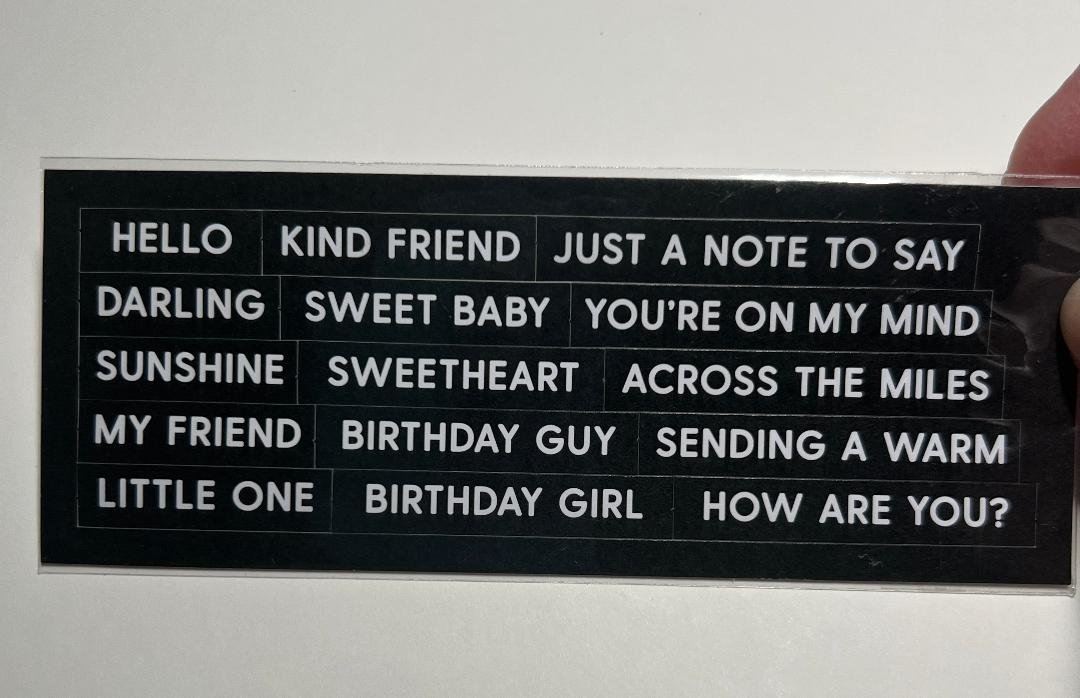 HELLO KIND FRIEND JUST A NOTE TO SAY
DARLING SWEET BABY YOU'RE ON MY MIND
SUNSHINE SWEETHEART ACROSS THE MILES
MY FRIEND BIRTHDAY GUY SENDING A WARM
LITTLE ONE BIRTHDAY GIRL HOW ARE YOU?